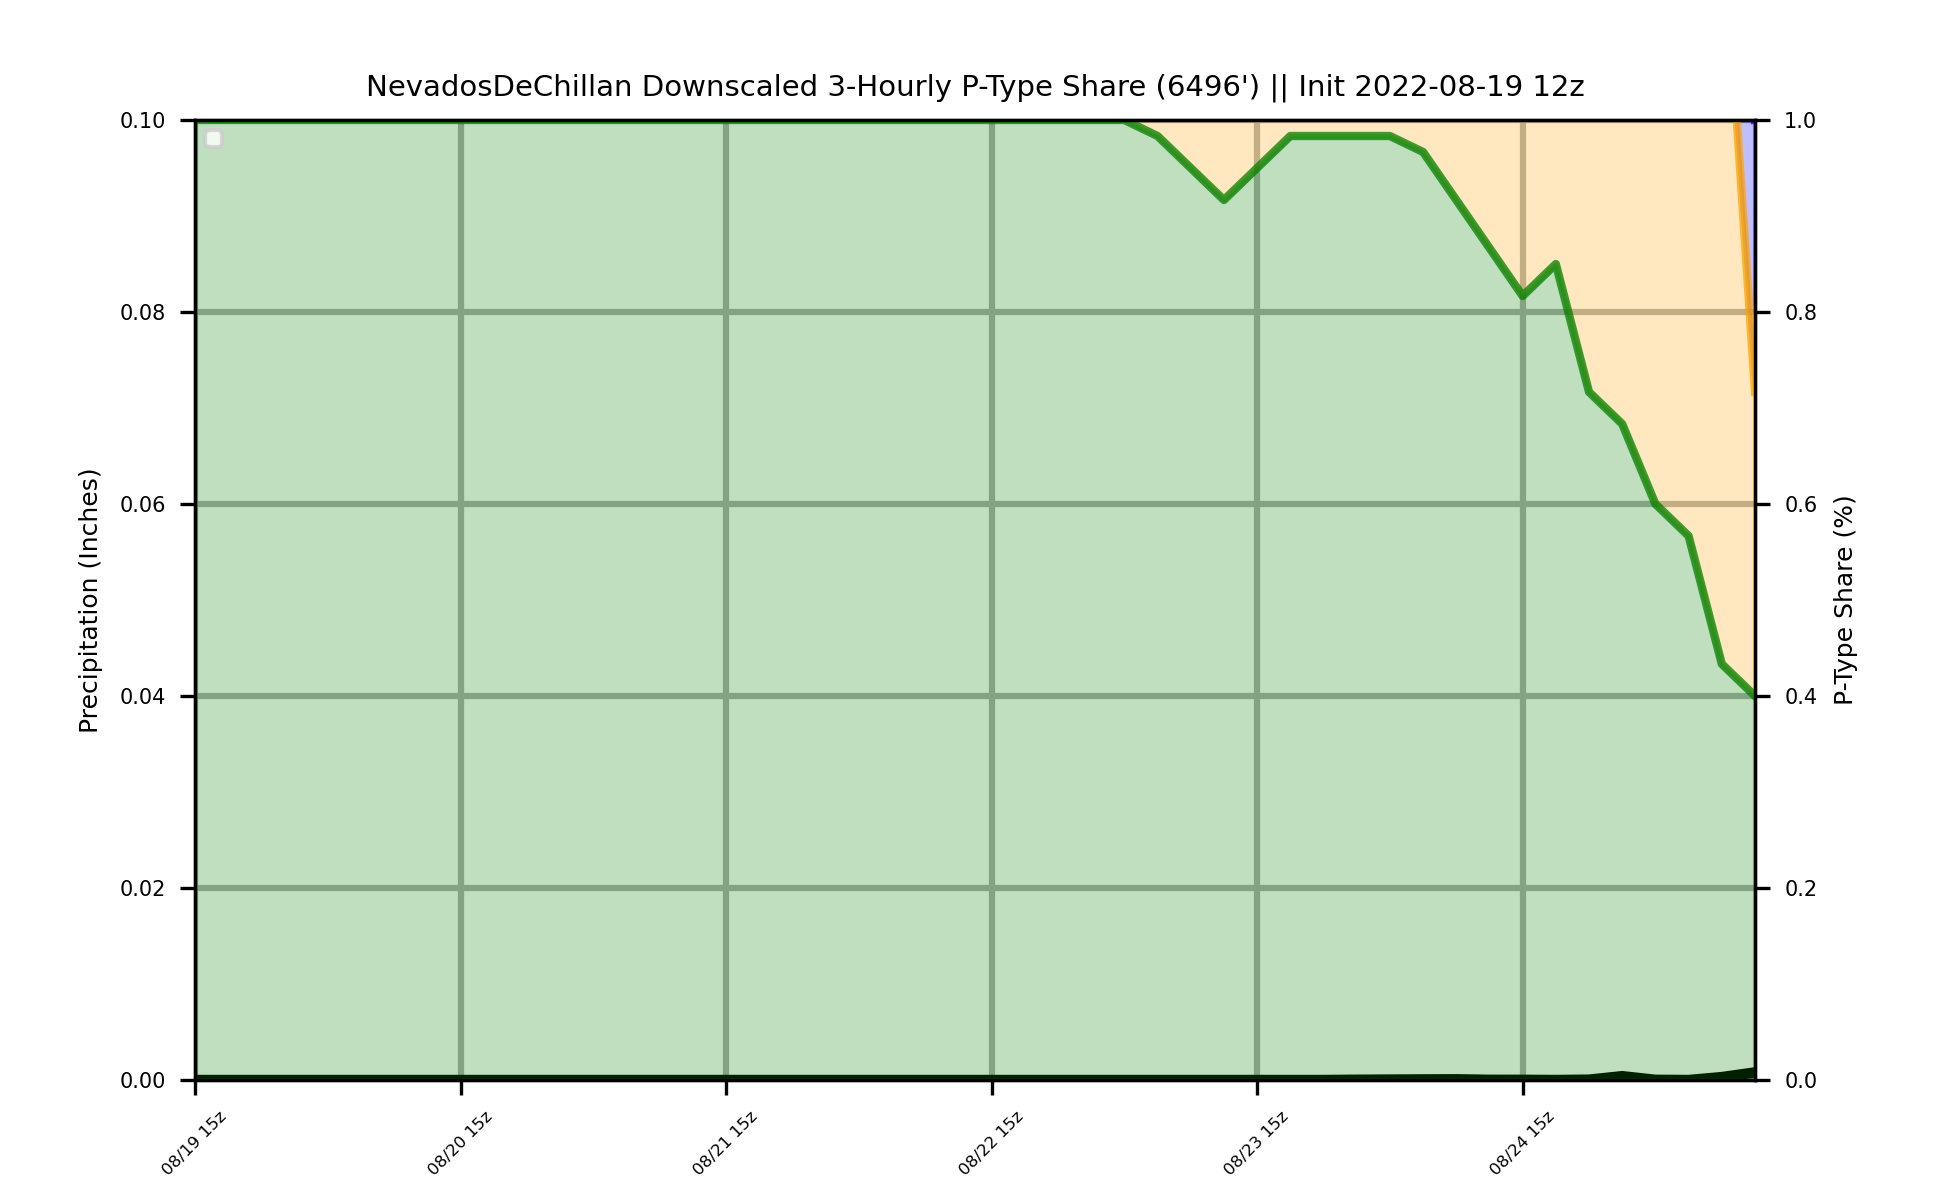 NevadosDeChillan Downscaled 3-Hourly P-Type Share (6496') || Init 2022-08-19 12z
Precipitation (Inches)
0.10
0.08
0.06
0.04
0.02
0.00
1.0
0.8
0.6
0.4
0.2
0.0
P-Type Share (%)
08/19 15z
08/20 15z
08/21 15z
08/22 15z
08/23 15z
08/24 15z